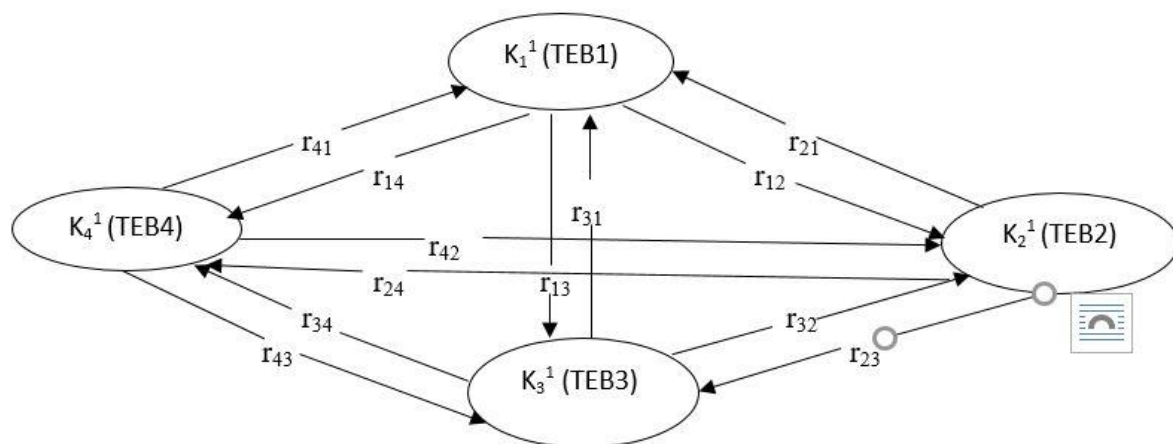 K₁¹ (TEB1)
r₄₁
r₂₁
r₁₄
r₁₂
r₃₁
K₄¹ (TEB4)
K₂¹ (TEB2)
r₄₂
r₂₄
r₁₃
r₃₄
r₃₂
r₄₃
r₂₃
K₃¹ (TEB3)